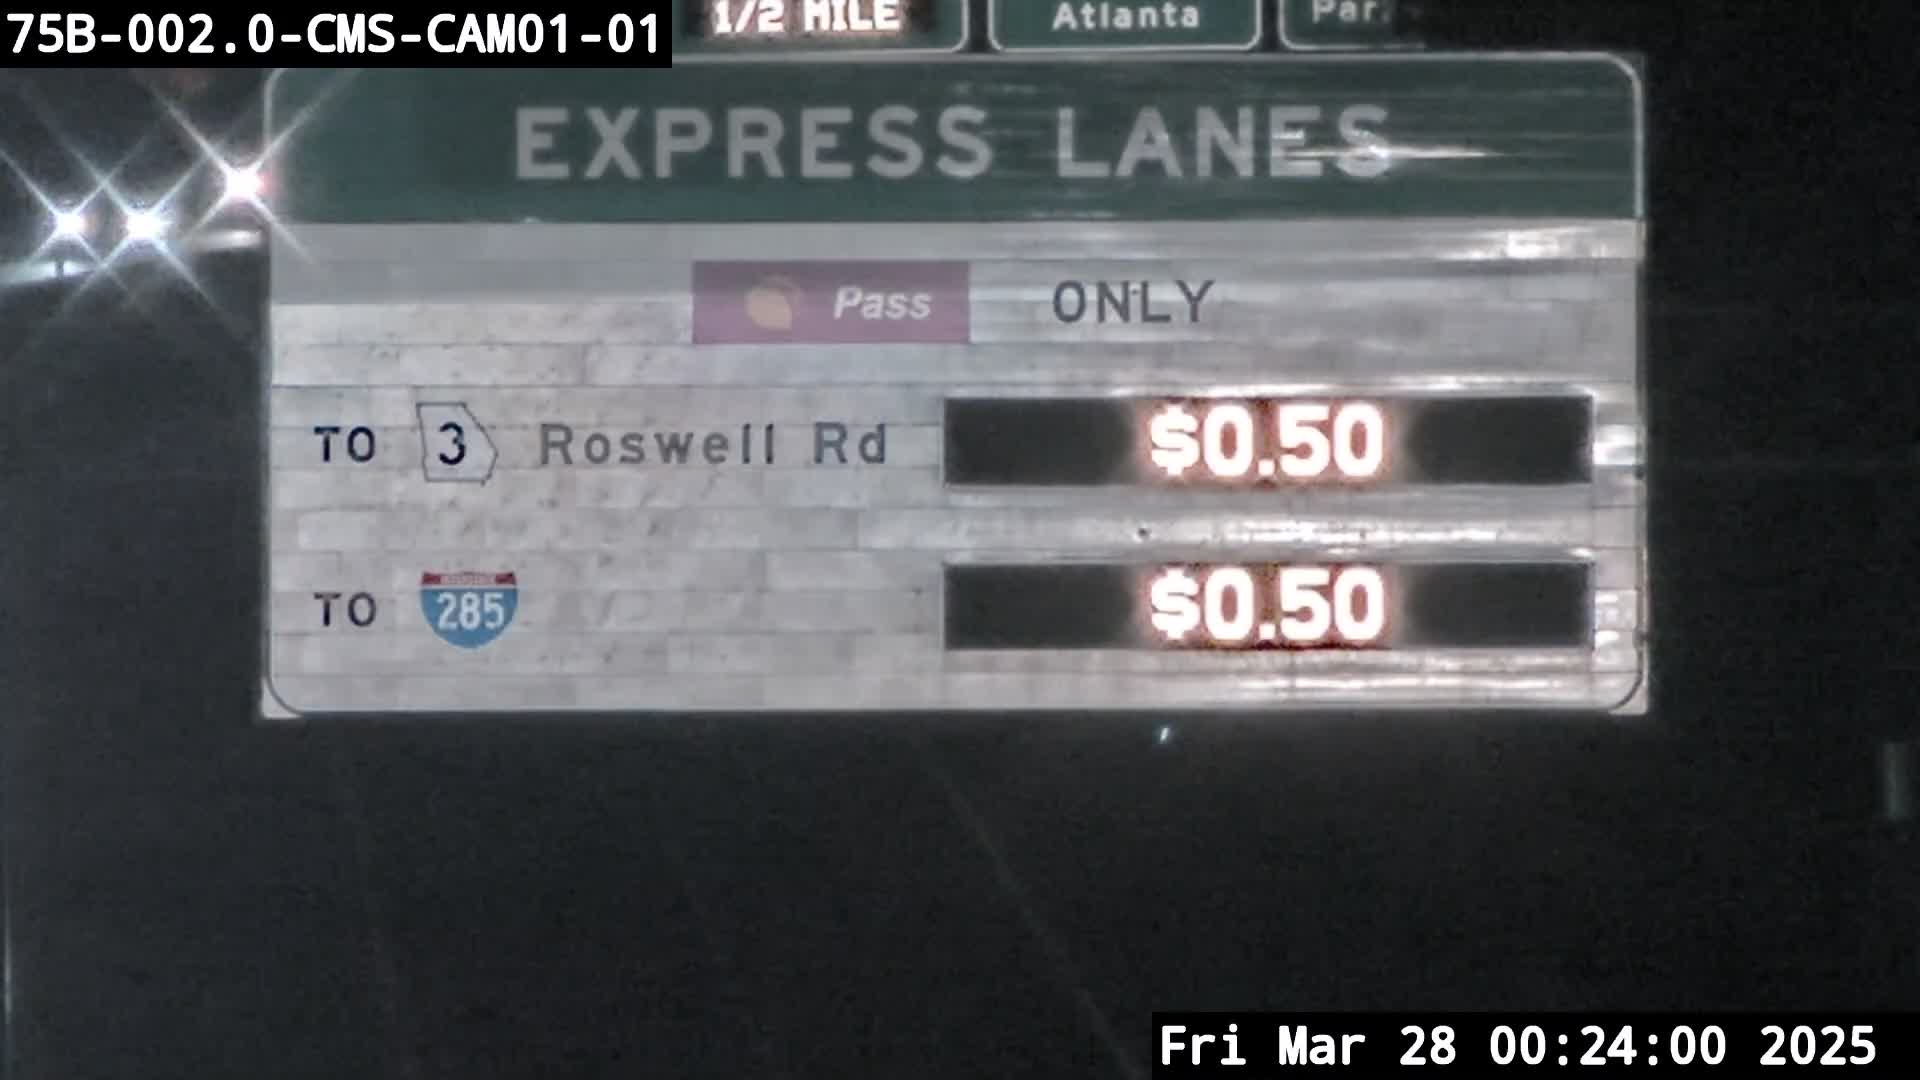 75B-002.0-CMS-CAM01-01
1/2 MILE
Atlanta
EXPRESS LANES
Pass ONLY
TO 3 Roswell Rd $0.50
TO 285 $0.50
Fri Mar 28 00:24:00 2025